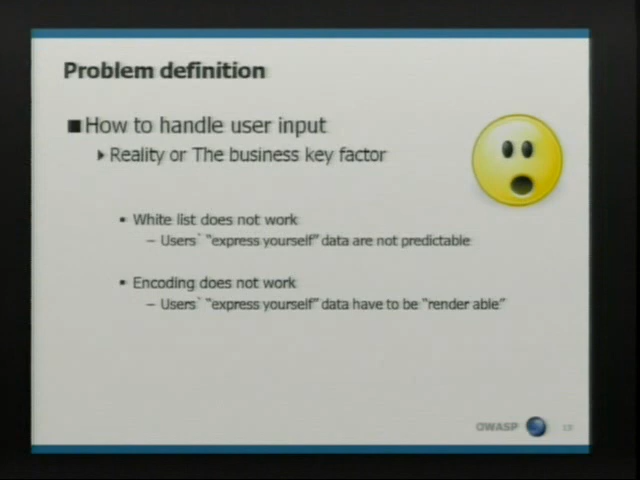 Problem definition
How to handle user input
Reality or The business key factor
White list does not work
– Users` "express yourself" data are not predictable
Encoding does not work
– Users` "express yourself" data have to be "render able"
OWASP